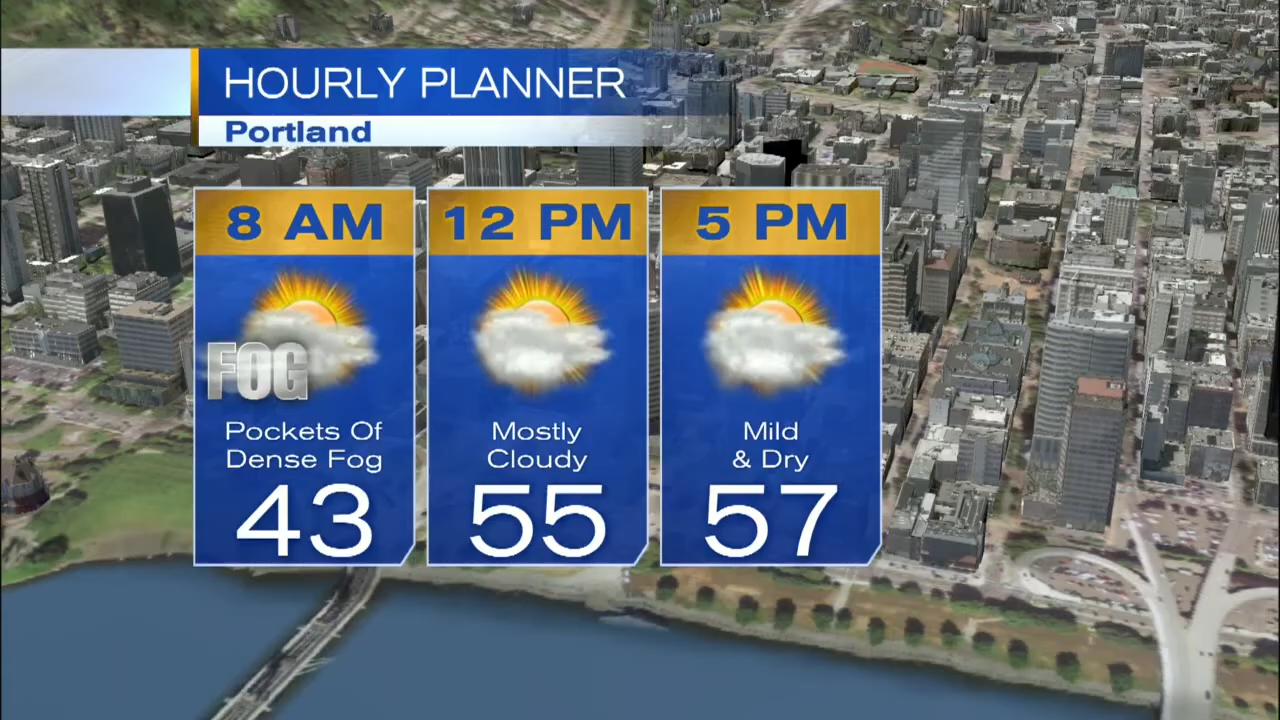 HOURLY PLANNER
Portland
8 AM
FOG
Pockets Of
Dense Fog
43
12 PM
Mostly
Cloudy
55
5 PM
Mild
& Dry
57